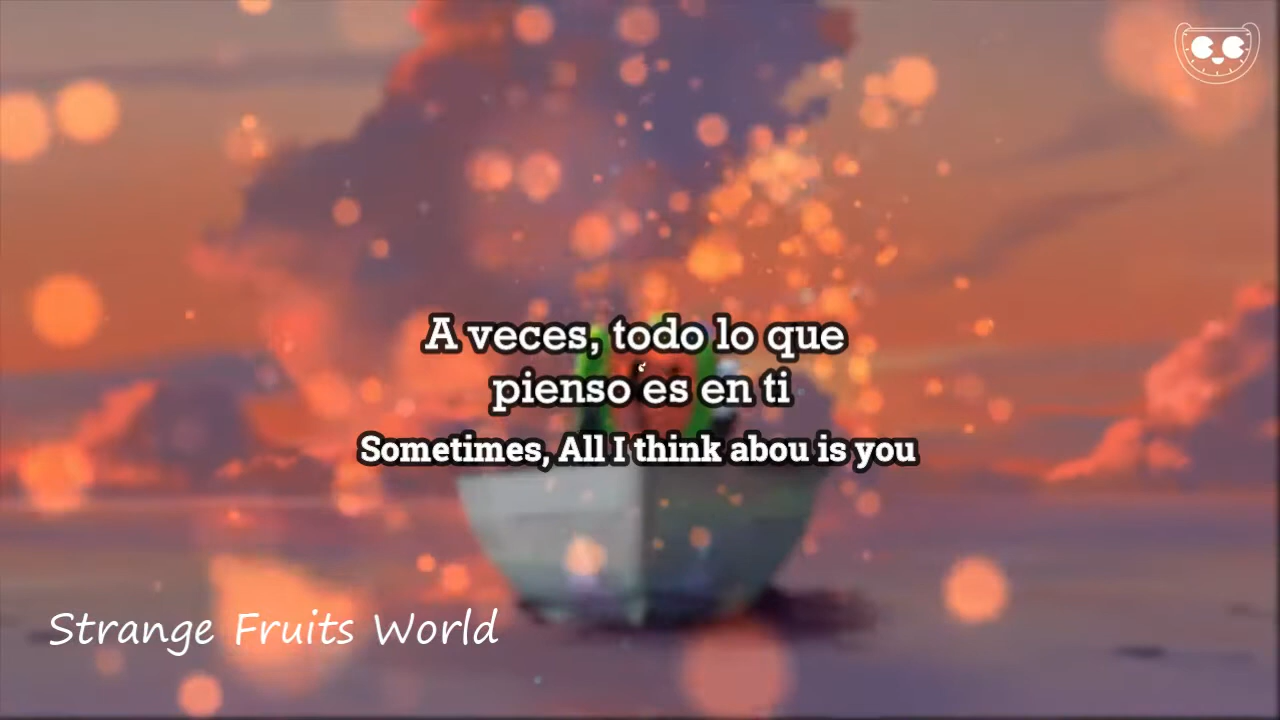 A veces, todo lo que
pienso es en ti
Sometimes, All I think abou is you
Strange Fruits World